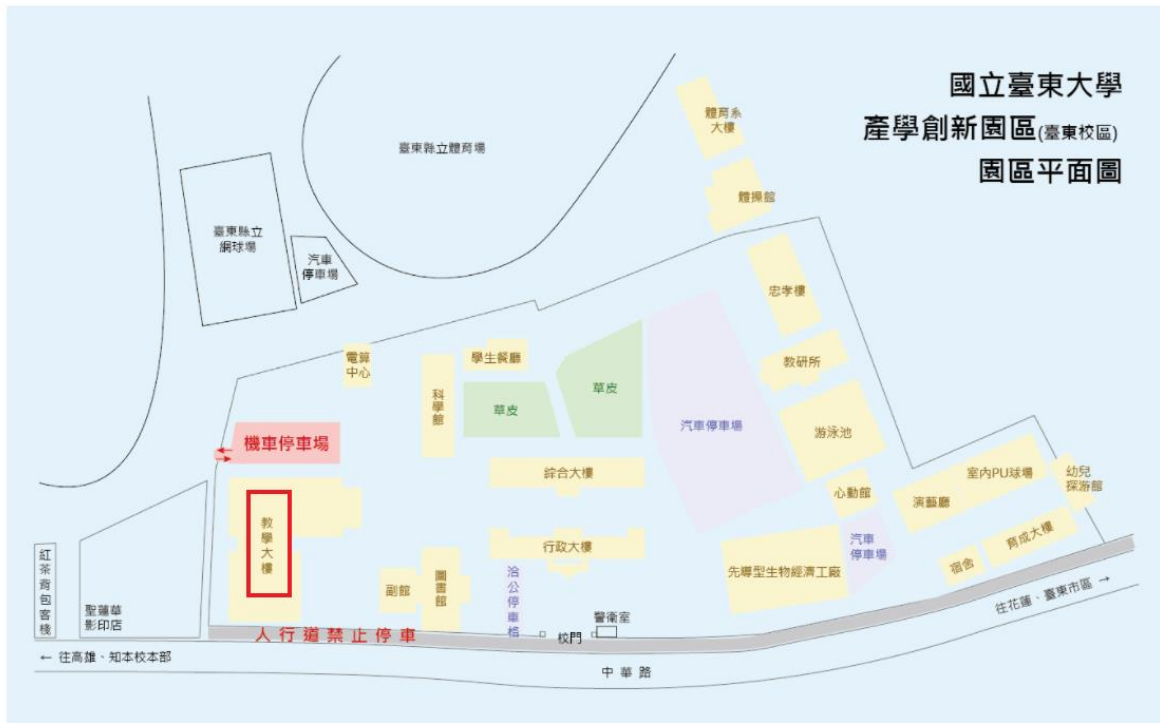 國立臺東大學
產學創新園區(臺東校區)
園區平面圖
體育系
大樓
臺東縣立體育場
體操館
臺東縣立
網球場
汽車
停車場
忠孝樓
電算
中心
學生餐廳
教研所
科學館
草皮
草皮
汽車停車場
游泳池
機車停車場
綜合大樓
室內PU球場
幼兒
探游館
心動館
演藝廳
教學大樓
行政大樓
汽車
停車場
育成大樓
紅茶背包客棧
副館
圖書館
洽公停車格
先導型生物經濟工廠
宿舍
聖蓮華
影印店
警衛室
往花蓮、臺東市區 →
人行道禁止停車
校門
← 往高雄、知本校本部
中華路